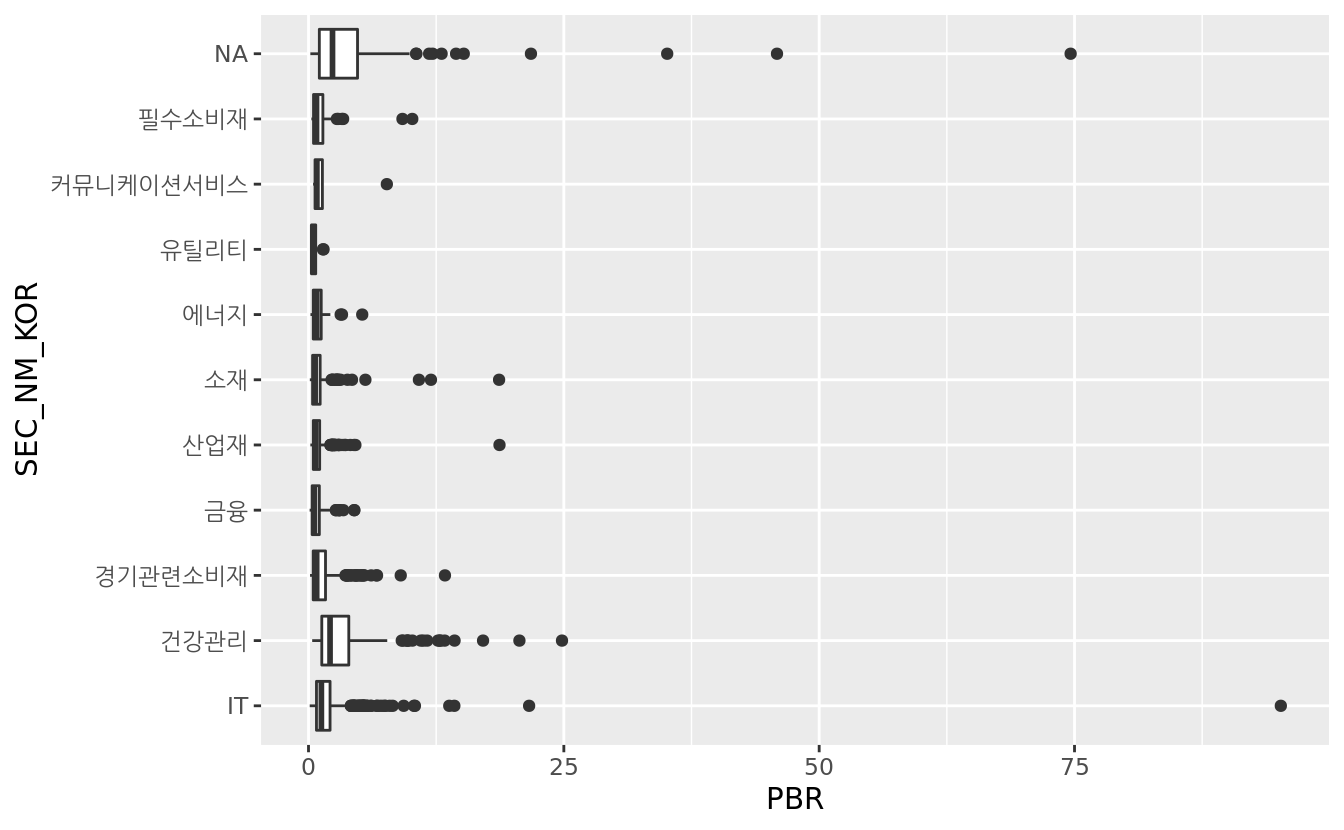 NA
필수소비재
커뮤니케이션서비스
유틸리티
에너지
소재
산업재
금융
경기관련소비재
건강관리
IT
SEC_NM_KOR
0 25 50 75
PBR